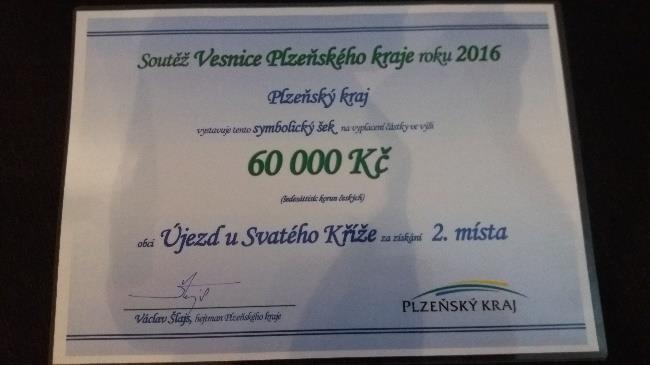 Soutěž Vesnice Plzeňského kraje roku 2016
Plzeňský kraj
vystavuje tento symbolický šek na vyplacení částky ve výši
60 000 Kč
(šedesáttisíc korun českých)
obci Újezd u Svatého Kříže za získání 2. místa
Václav Šlajs, hejtman Plzeňského kraje
PLZEŇSKÝ KRAJ